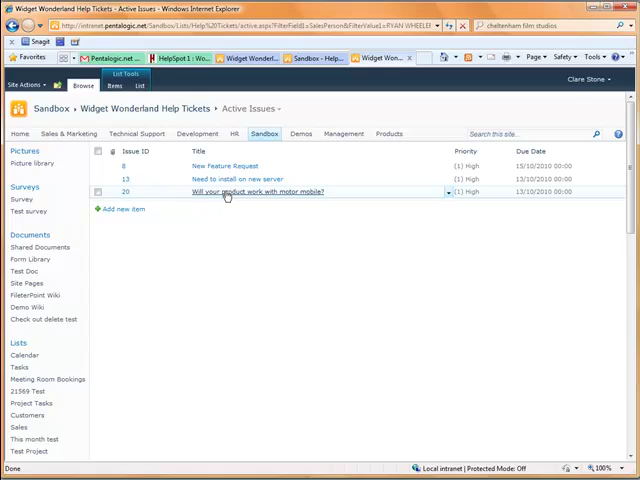 Widget Wonderland Help Tickets - Active Issues - Windows Internet Explorer
http://intranet.pentalogic.net/Sandbox/Lists/Help%20Tickets/active.aspx?FilterField1=SalesPerson&FilterValue1=RYAN WHEELER
cheltenham film studios
Snagit
Favorites
Pentalogic.net ...
HelpSpot 1 : Wo...
Widget Wonderl...
Sandbox - Help...
Widget Won...
Page
Safety
Tools
List Tools
Site Actions
Browse
Items
List
Clare Stone
Sandbox
Widget Wonderland Help Tickets
Active Issues
Home
Sales & Marketing
Technical Support
Development
HR
Sandbox
Demos
Management
Products
Search this site...
Pictures
Picture library
Surveys
Survey
Test survey
Documents
Shared Documents
Form Library
Test Doc
Site Pages
FileterPoint Wiki
Demo Wiki
Check out delete test
Lists
Calendar
Tasks
Meeting Room Bookings
21569 Test
Project Tasks
Customers
Sales
This month test
Test Project
Issue ID Title Priority Due Date
8 New Feature Request (1) High 15/10/2010 00:00
13 Need to install on new server (1) High 13/10/2010 00:00
20 Will your product work with motor mobile? (1) High 13/10/2010 00:00
Add new item
Done
Local intranet | Protected Mode: Off
100%